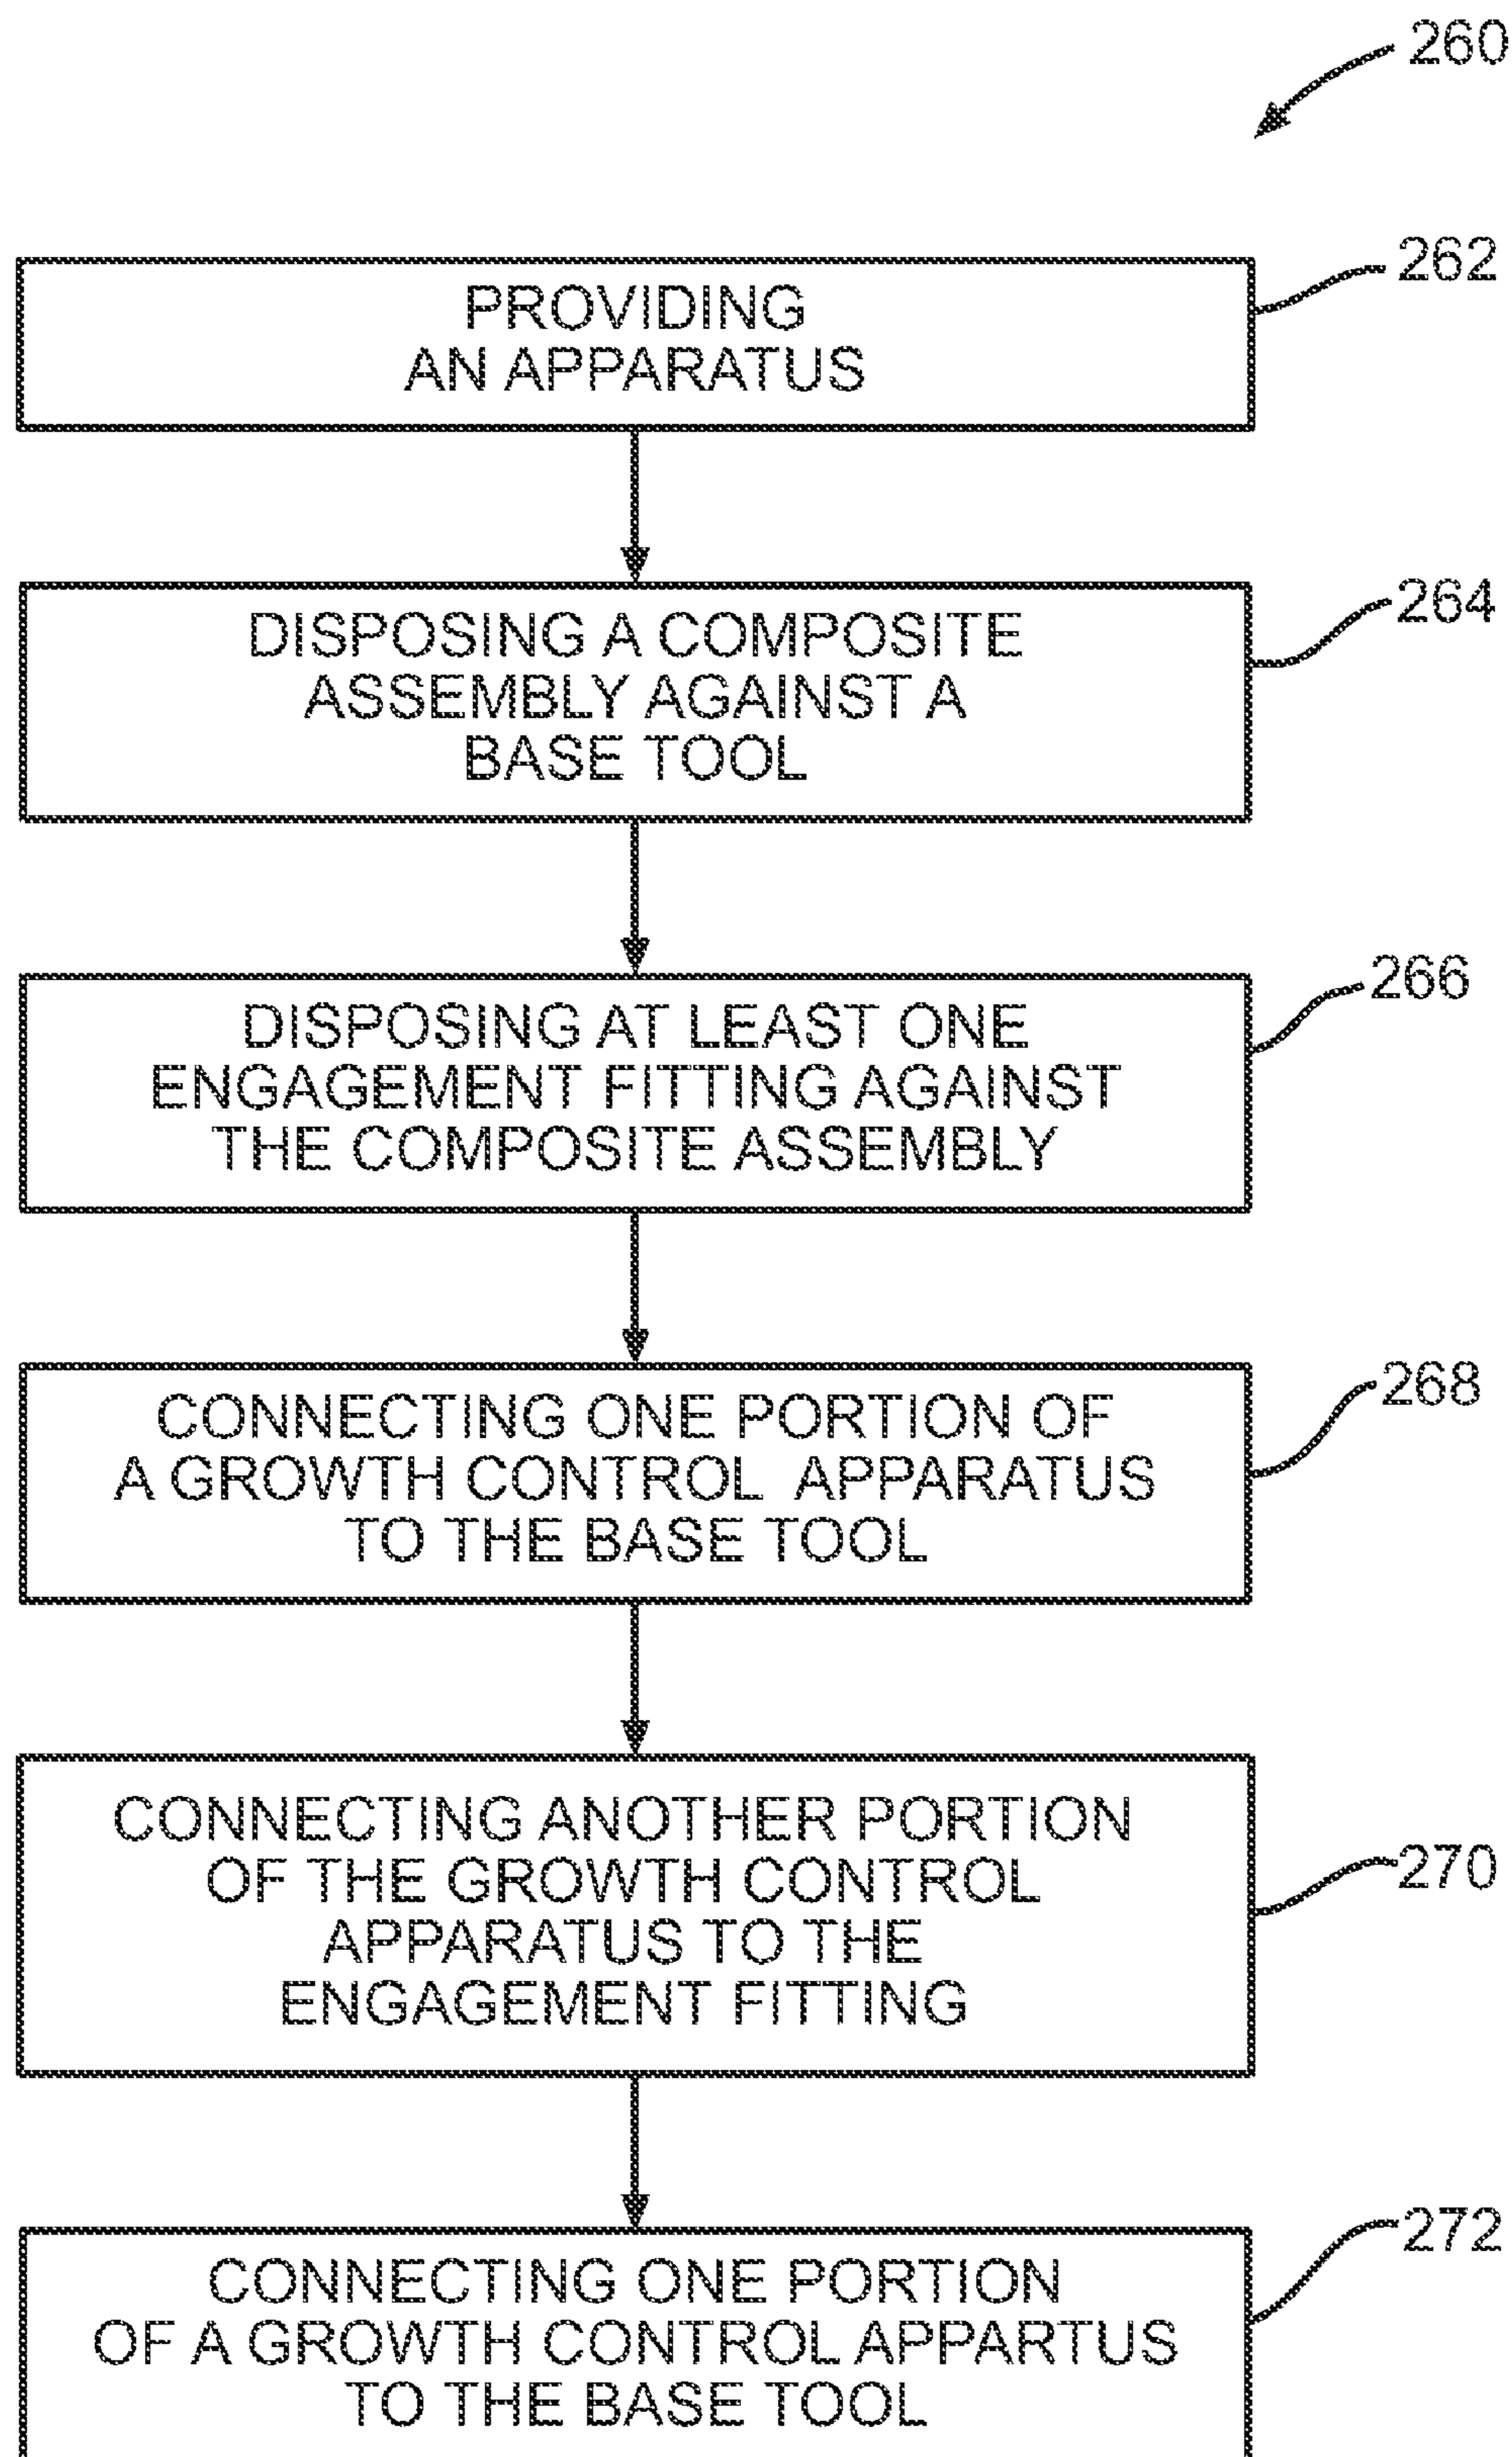 260
262
PROVIDING
AN APPARATUS
264
DISPOSING A COMPOSITE
ASSEMBLY AGAINST A
BASE TOOL
266
DISPOSING AT LEAST ONE
ENGAGEMENT FITTING AGAINST
THE COMPOSITE ASSEMBLY
268
CONNECTING ONE PORTION OF
A GROWTH CONTROL APPARATUS
TO THE BASE TOOL
270
CONNECTING ANOTHER PORTION
OF THE GROWTH CONTROL
APPARATUS TO THE
ENGAGEMENT FITTING
272
CONNECTING ONE PORTION
OF A GROWTH CONTROL APPARTUS
TO THE BASE TOOL